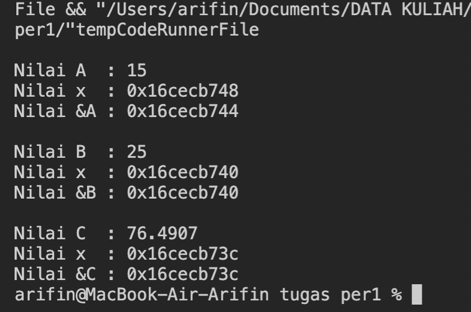 File && "/Users/arifin/Documents/DATA KULIAH/
per1/"tempCodeRunnerFile
Nilai A  : 15
Nilai x  : 0x16cecb748
Nilai &A : 0x16cecb744
Nilai B  : 25
Nilai x  : 0x16cecb740
Nilai &B : 0x16cecb740
Nilai C  : 76.4907
Nilai x  : 0x16cecb73c
Nilai &C : 0x16cecb73c
arifin@MacBook-Air-Arifin tugas per1 %